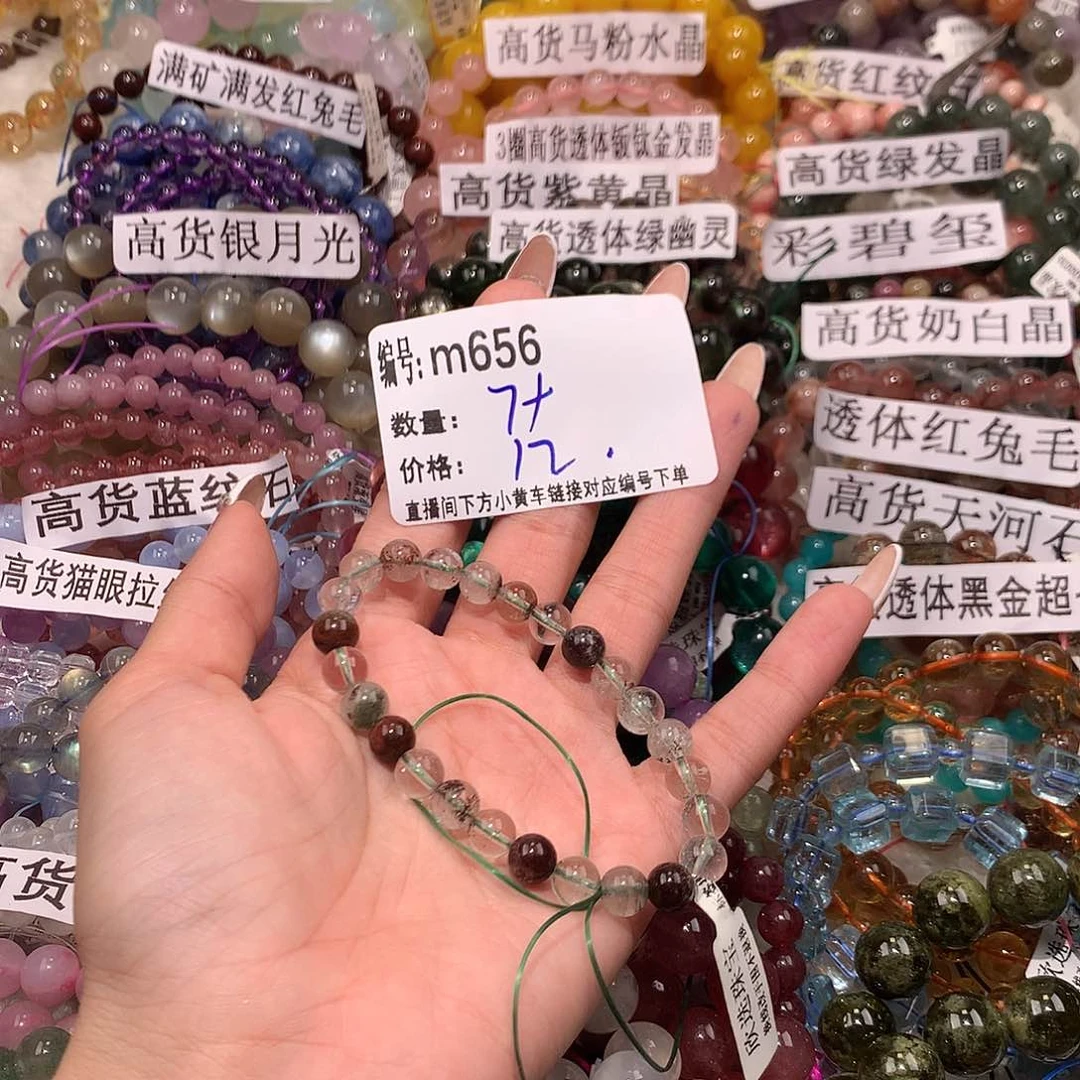 高货马粉水晶
满矿满发红兔毛
高货红纹
3圈高货透体钣钛金发晶
高货紫黄晶
高货绿发晶
高货银月光
高货透体绿幽灵
彩碧玺
高货奶白晶
编号: m656
数量: 7+
价格: 12.
直播间下方小黄车链接对应编号下单
透体红兔毛
高货蓝纹石
高货天河石
高货猫眼拉
透体黑金超
高货